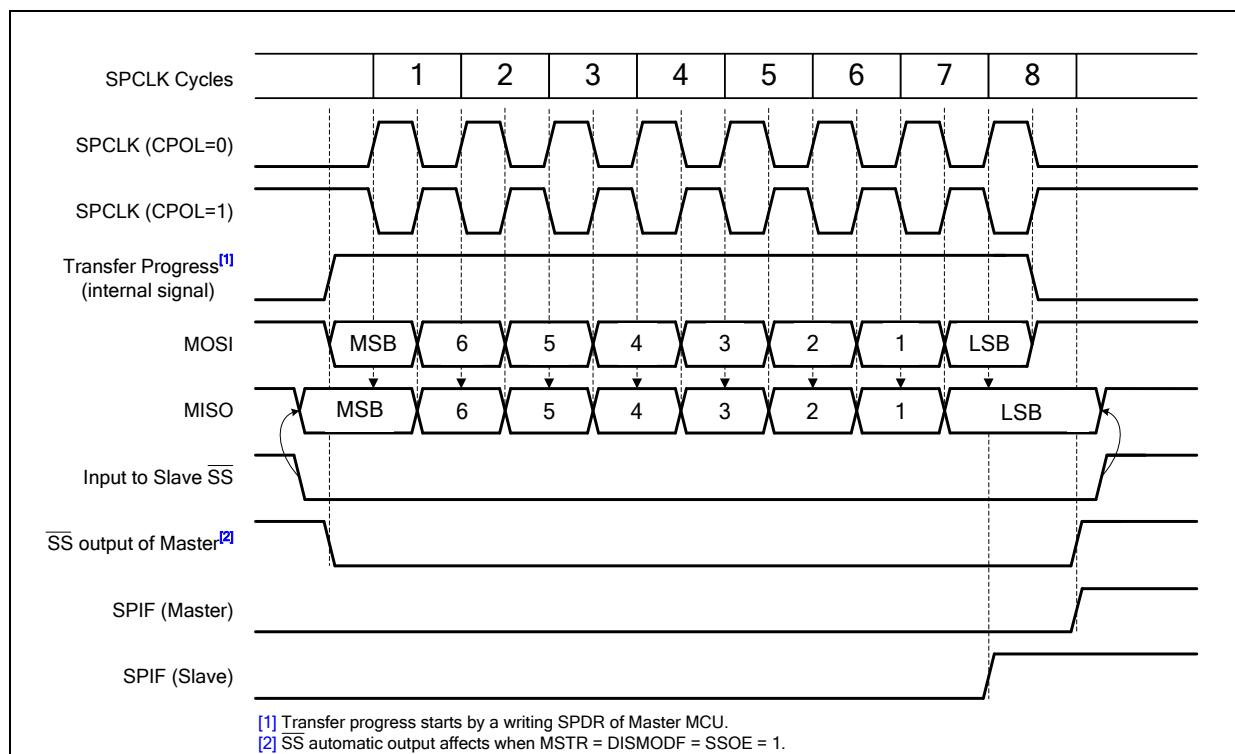 SPCLK Cycles 1 2 3 4 5 6 7 8
SPCLK (CPOL=0)
SPCLK (CPOL=1)
Transfer Progress[1]
(internal signal)
MOSI MSB 6 5 4 3 2 1 LSB
MISO MSB 6 5 4 3 2 1 LSB
Input to Slave S̅S̅
S̅S̅ output of Master[2]
SPIF (Master)
SPIF (Slave)
[1] Transfer progress starts by a writing SPDR of Master MCU.
[2] S̅S̅ automatic output affects when MSTR = DISMODF = SSOE = 1.